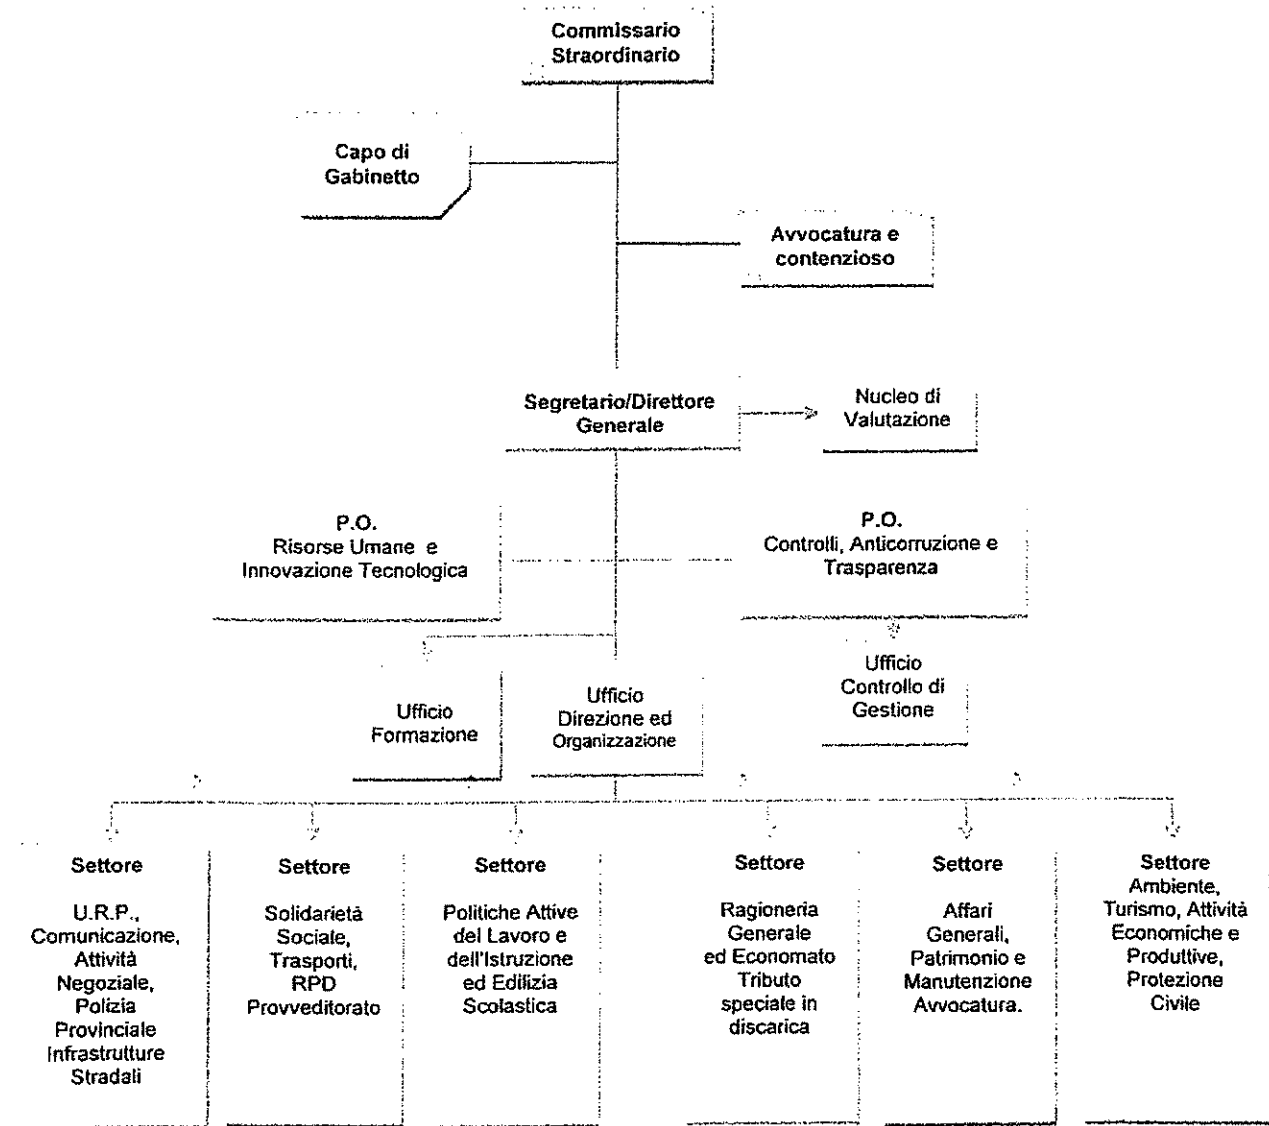 Commissario
Straordinario
Capo di
Gabinetto
Avvocatura e
contenzioso
Segretario/Direttore
Generale
Nucleo di
Valutazione
P.O.
Risorse Umane e
Innovazione Tecnologica
P.O.
Controlli, Anticorruzione e
Trasparenza
Ufficio
Formazione
Ufficio
Direzione ed
Organizzazione
Ufficio
Controllo di
Gestione
Settore
U.R.P.,
Comunicazione,
Attività
Negoziale,
Polizia
Provinciale
Infrastrutture
Stradali
Settore
Solidarietà
Sociale,
Trasporti,
RPD
Provveditorato
Settore
Politiche Attive
del Lavoro e
dell'Istruzione
ed Edilizia
Scolastica
Settore
Ragioneria
Generale
ed Economato
Tributo
speciale in
discarica
Settore
Affari
Generali,
Patrimonio e
Manutenzione
Avvocatura.
Settore
Ambiente,
Turismo, Attività
Economiche e
Produttive,
Protezione
Civile